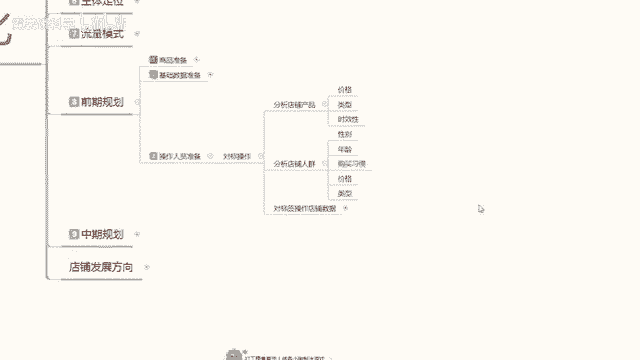 主体定位
7 流量模式
8 前期规划
商品准备
基础数据准备
操作人员准备
对称操作
分析店铺产品
价格
类型
时效性
分析店铺人群
性别
年龄
购买习惯
价格
类型
对称的操作店铺数据
9 中期规划
店铺发展方向